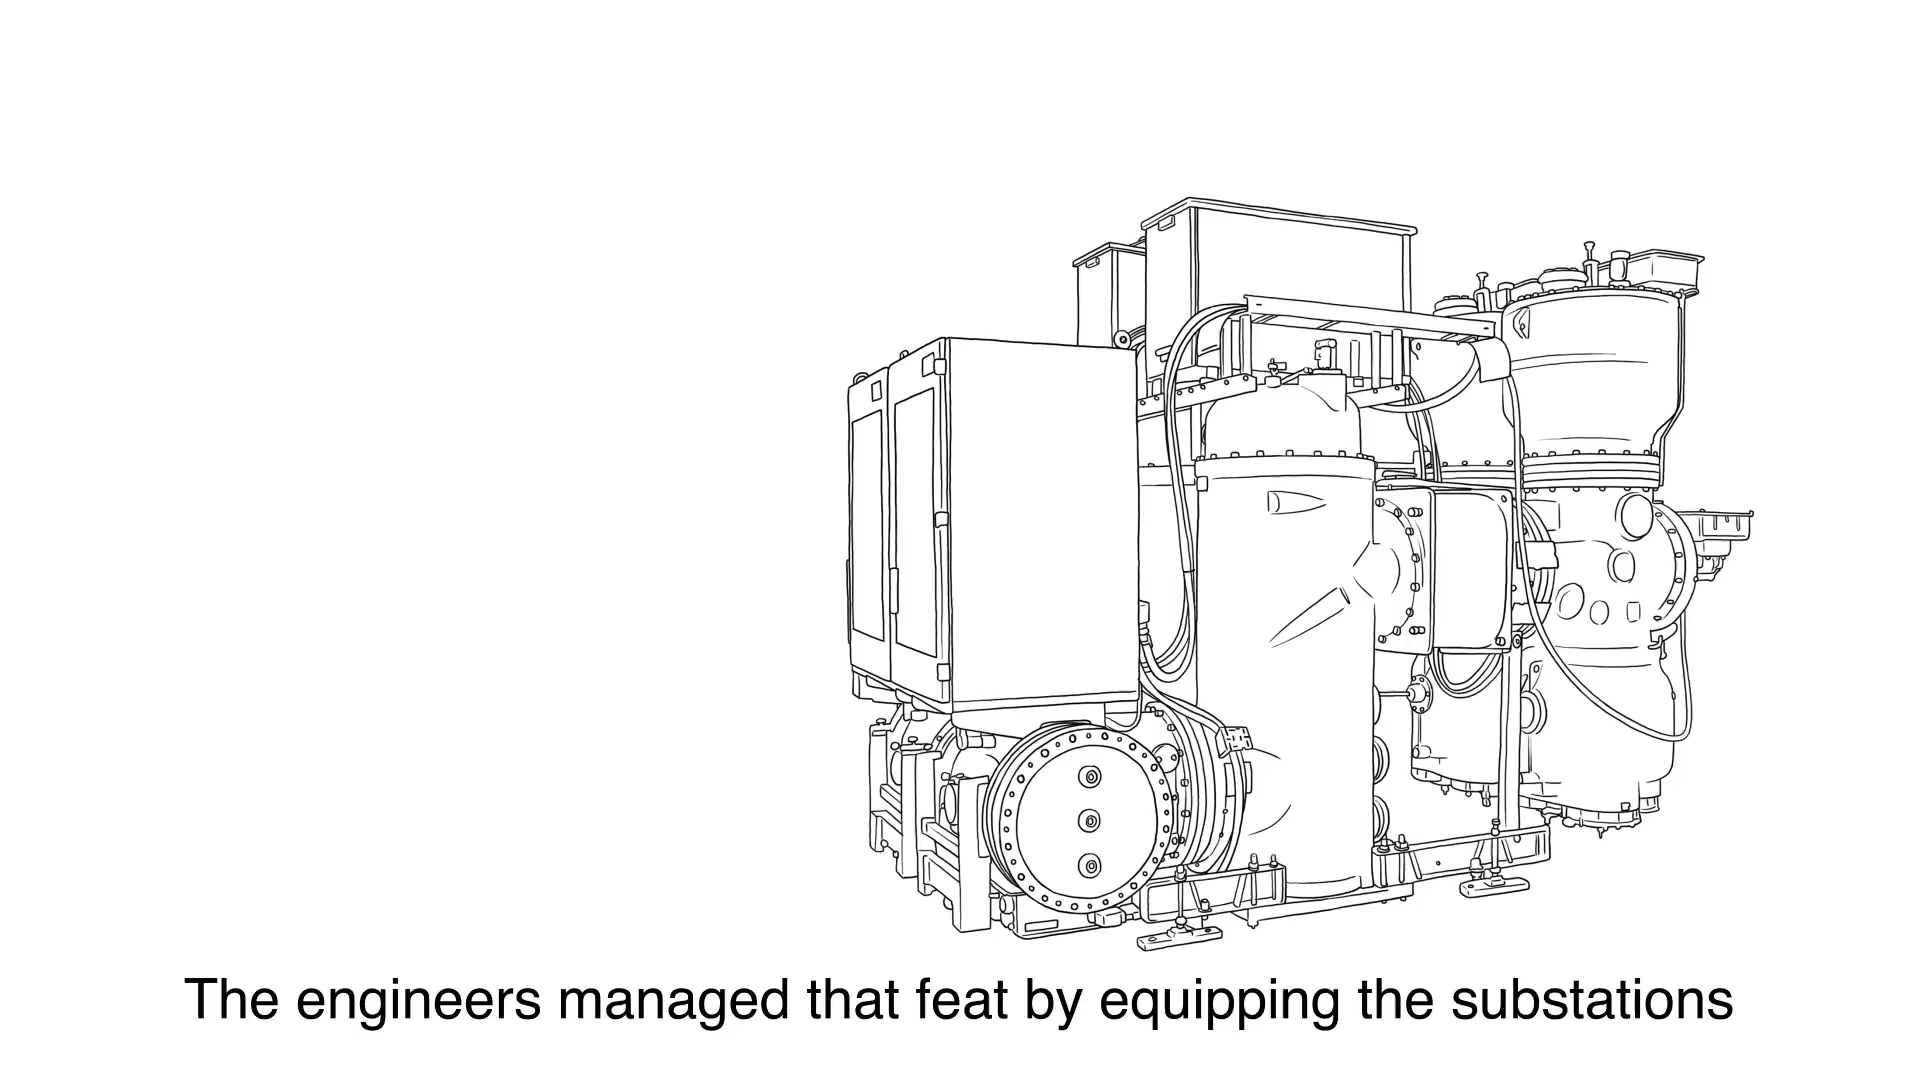 The engineers managed that feat by equipping the substations